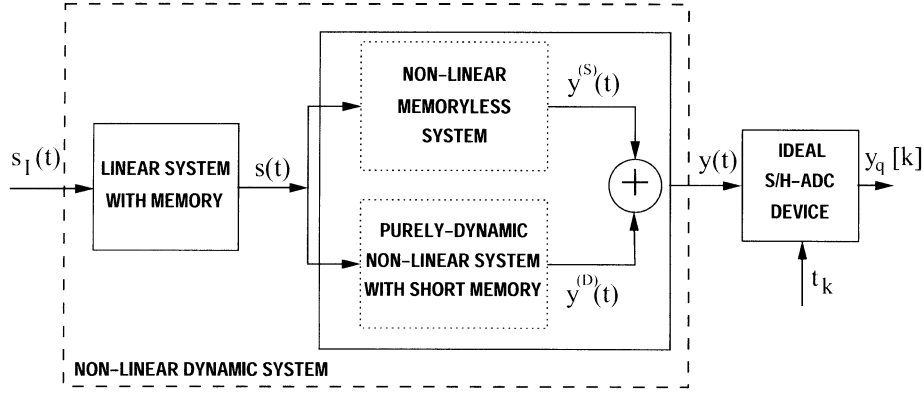 NON-LINEAR
MEMORYLESS
SYSTEM
y^(S)(t)
s_I(t)
LINEAR SYSTEM
WITH MEMORY
s(t)
+
y(t)
IDEAL
S/H-ADC
DEVICE
y_q [k]
PURELY-DYNAMIC
NON-LINEAR SYSTEM
WITH SHORT MEMORY
y^(D)(t)
t_k
NON-LINEAR DYNAMIC SYSTEM